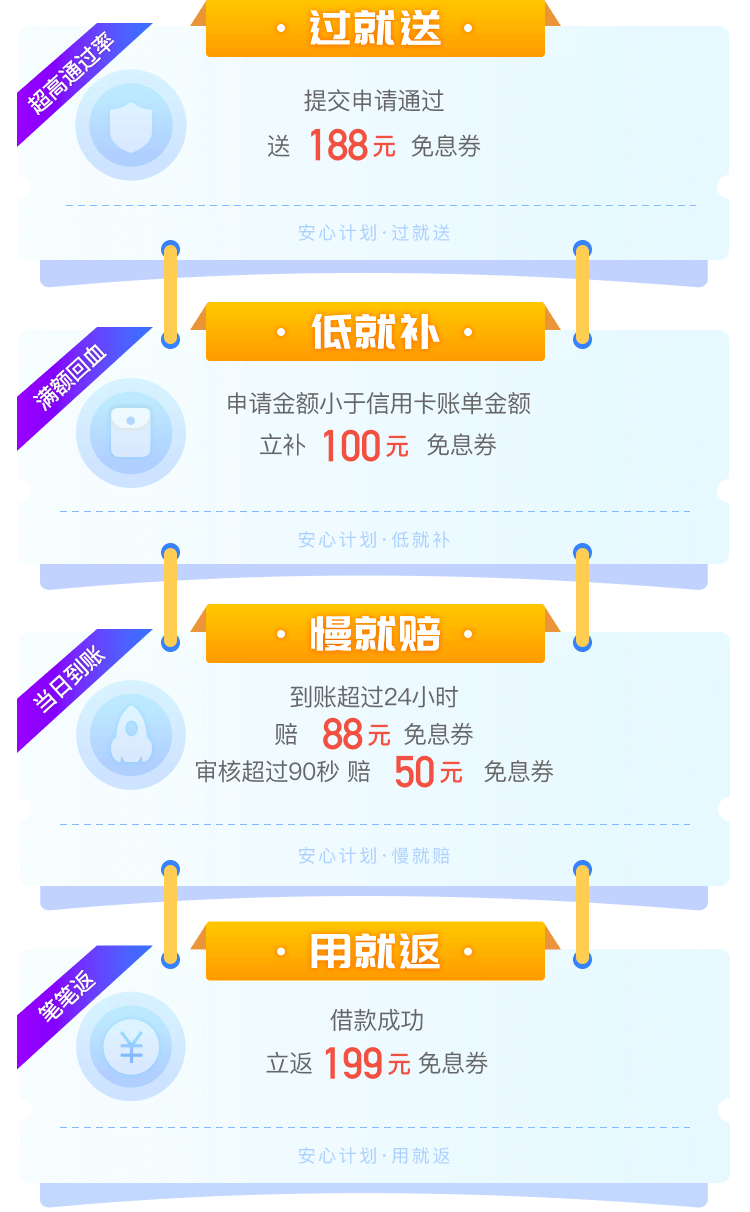 · 过就送 ·
超高通过率
提交申请通过
送 188元 免息券
安心计划·过就送
· 低就补 ·
满额回血
申请金额小于信用卡账单金额
立补 100元 免息券
安心计划·低就补
· 慢就赔 ·
当日到账
到账超过24小时
赔 88元 免息券
审核超过90秒 赔 50元 免息券
安心计划·慢就赔
· 用就返 ·
笔笔返
¥
借款成功
立返 199元 免息券
安心计划·用就返